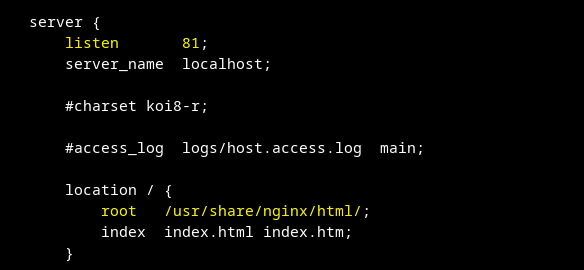 server {
    listen       81;
    server_name  localhost;

    #charset koi8-r;

    #access_log  logs/host.access.log  main;

    location / {
        root   /usr/share/nginx/html/;
        index  index.html index.htm;
    }